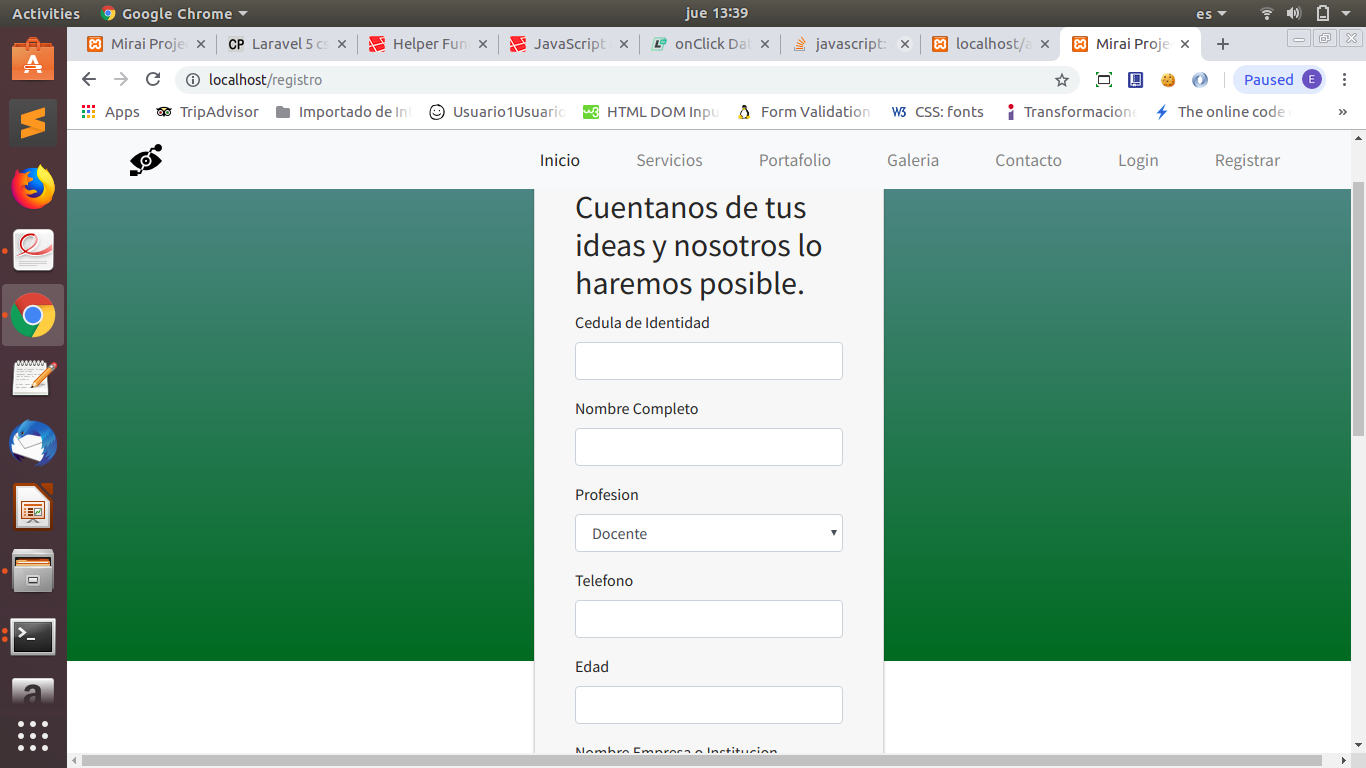 Activities Google Chrome jue 13:39 es
Mirai Proje Laravel 5 cs Helper Fun JavaScript onClick Dat javascript: localhost/a Mirai Proje
localhost/registro Paused E
Apps TripAdvisor Importado de In Usuario1Usuario HTML DOM Inpu Form Validation CSS: fonts Transformacione The online code »
Inicio Servicios Portafolio Galeria Contacto Login Registrar
Cuentanos de tus
ideas y nosotros lo
haremos posible.
Cedula de Identidad
Nombre Completo
Profesion
Docente
Telefono
Edad
Nombre Empresa o Institucion